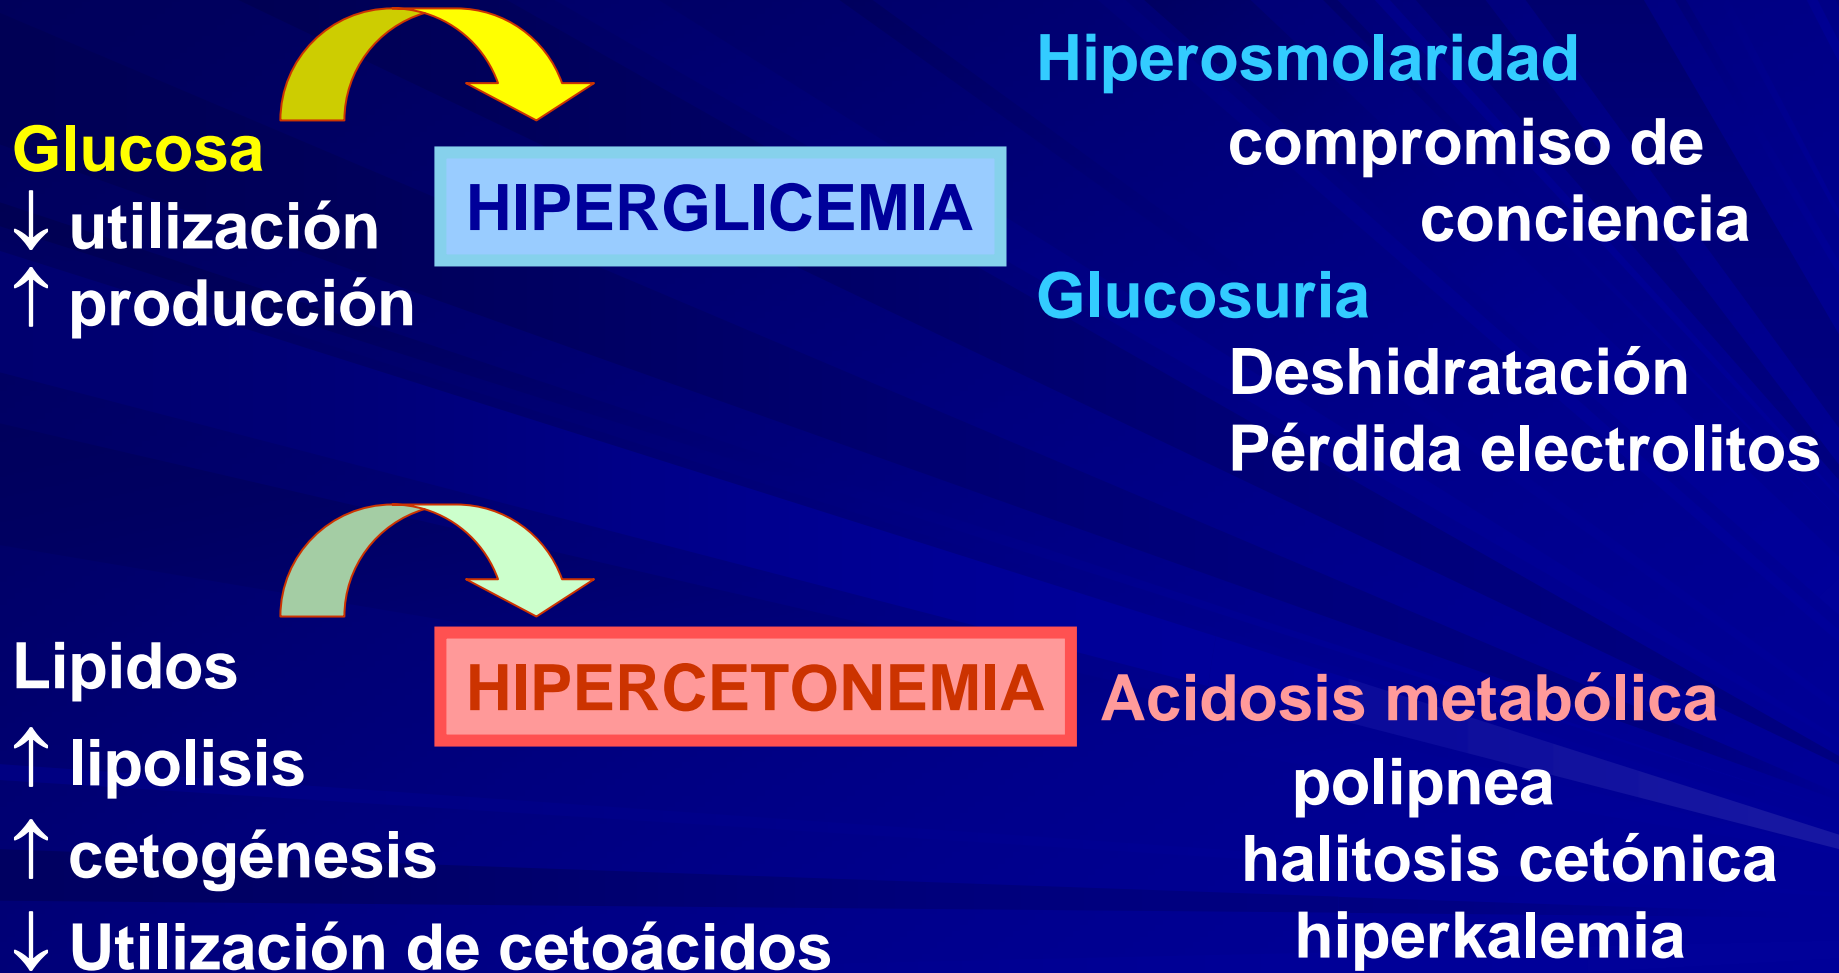 Glucosa
↓ utilización
↑ producción
HIPERGLICEMIA
Hiperosmolaridad
compromiso de
conciencia
Glucosuria
Deshidratación
Pérdida electrolitos
Lipidos
↑ lipolisis
↑ cetogénesis
↓ Utilización de cetoácidos
HIPERCETONEMIA
Acidosis metabólica
polipnea
halitosis cetónica
hiperkalemia